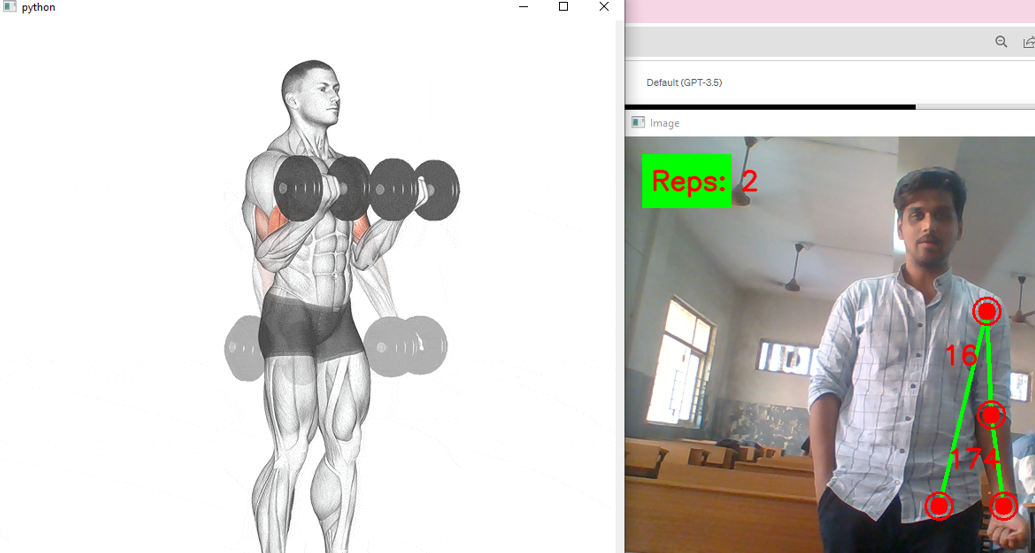 python
Default (GPT-3.5)
Image
Reps: 2
16
174